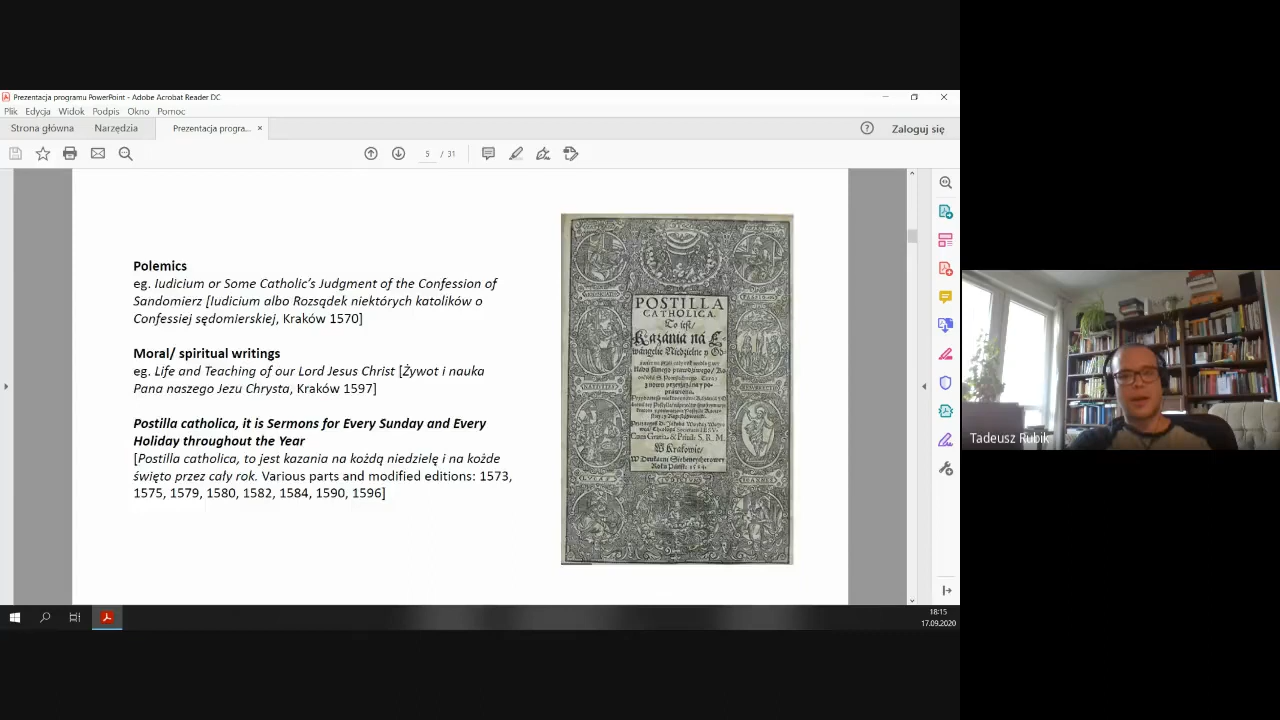 Prezentacja programu PowerPoint - Adobe Acrobat Reader DC
Plik Edycja Widok Podpis Okno Pomoc
Strona główna Narzędzia Prezentacja progra... × Zaloguj się
5 / 31
Polemics
eg. Iudicium or Some Catholic’s Judgment of the Confession of
Sandomierz [Iudicium albo Rozsądek niektórych katolików o
Confessiej sędomierskiej, Kraków 1570]
Moral/ spiritual writings
eg. Life and Teaching of our Lord Jesus Christ [Żywot i nauka
Pana naszego Jezu Chrysta, Kraków 1597]
Postilla catholica, it is Sermons for Every Sunday and Every
Holiday throughout the Year
[Postilla catholica, to jest kazania na kożdą niedzielę i na kożde
święto przez cały rok. Various parts and modified editions: 1573,
1575, 1579, 1580, 1582, 1584, 1590, 1596]
POSTILLA
CATHOLICA.
To iest/
Kazania na E-
wangelie Niedzielne y Od-
W Krakowie/
Tadeusz Rubik
18:15
17.09.2020